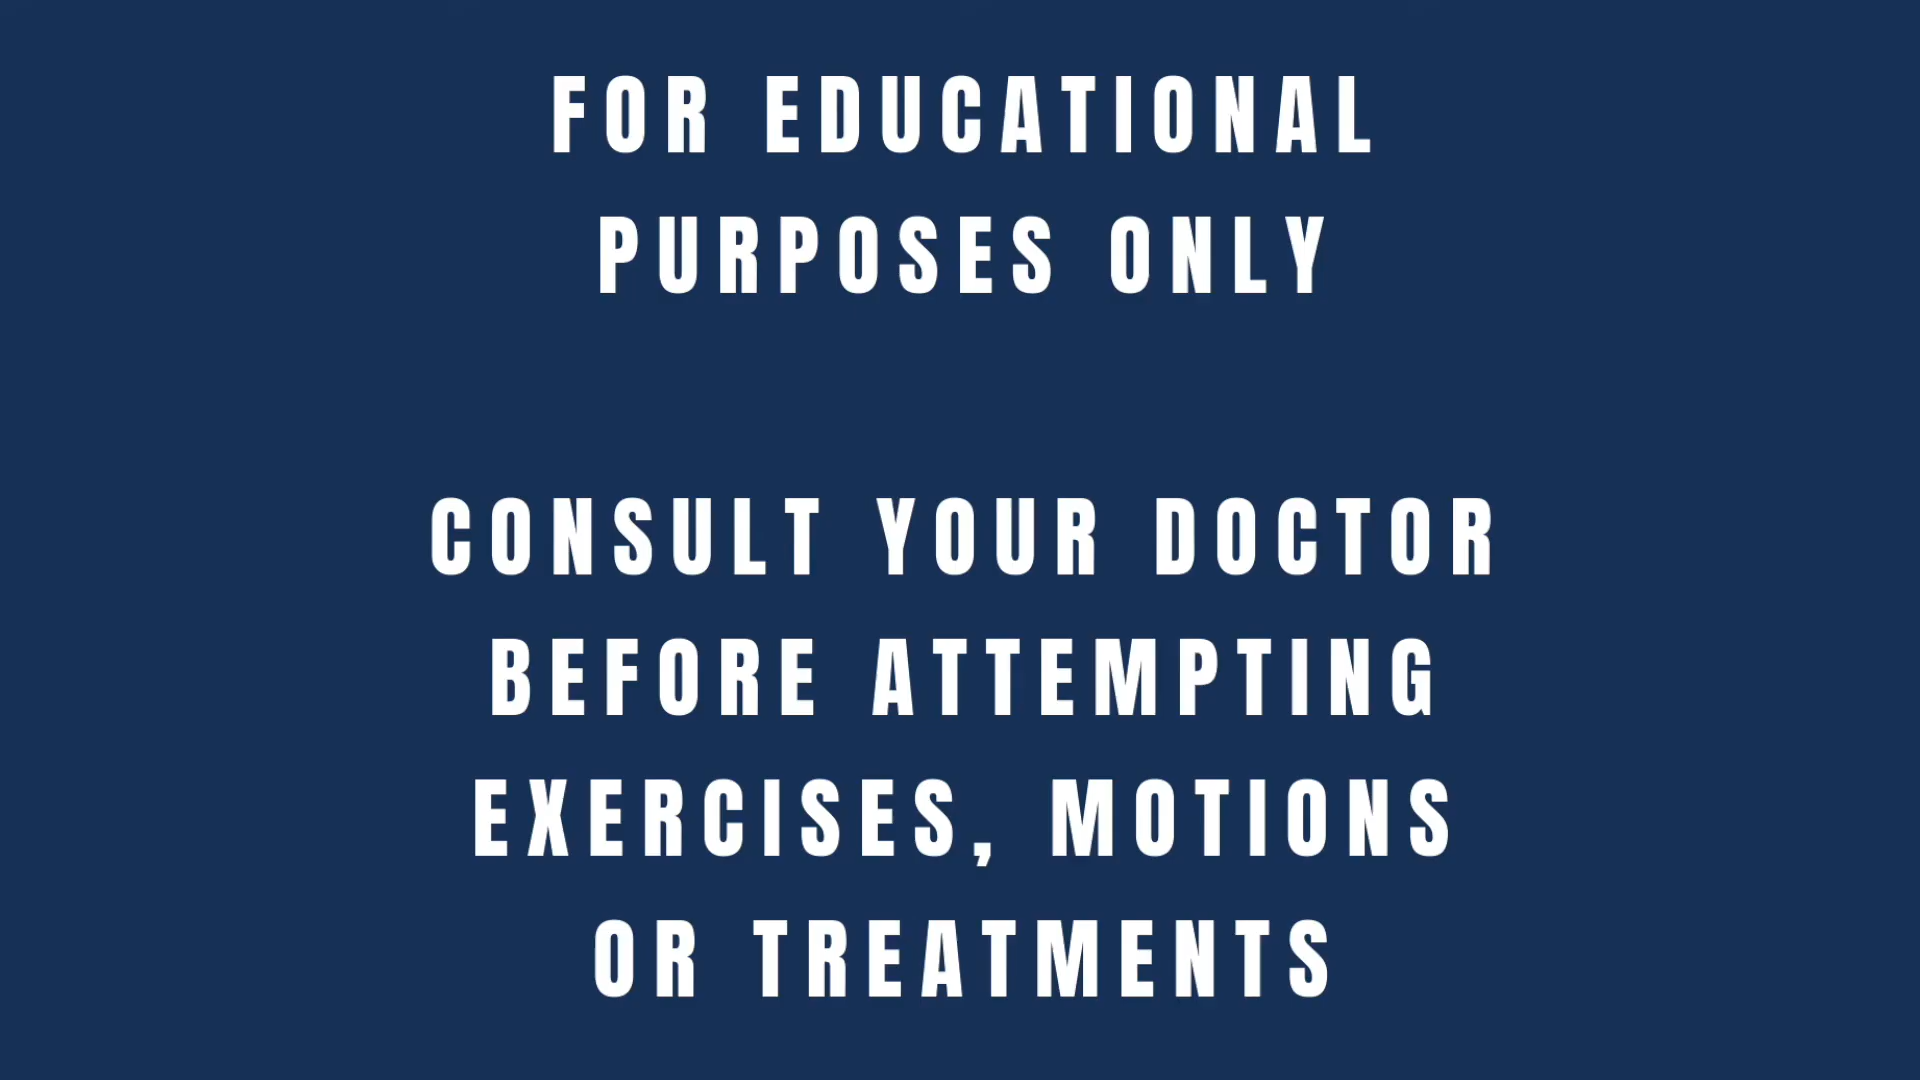 FOR EDUCATIONAL
PURPOSES ONLY
CONSULT YOUR DOCTOR
BEFORE ATTEMPTING
EXERCISES, MOTIONS
OR TREATMENTS